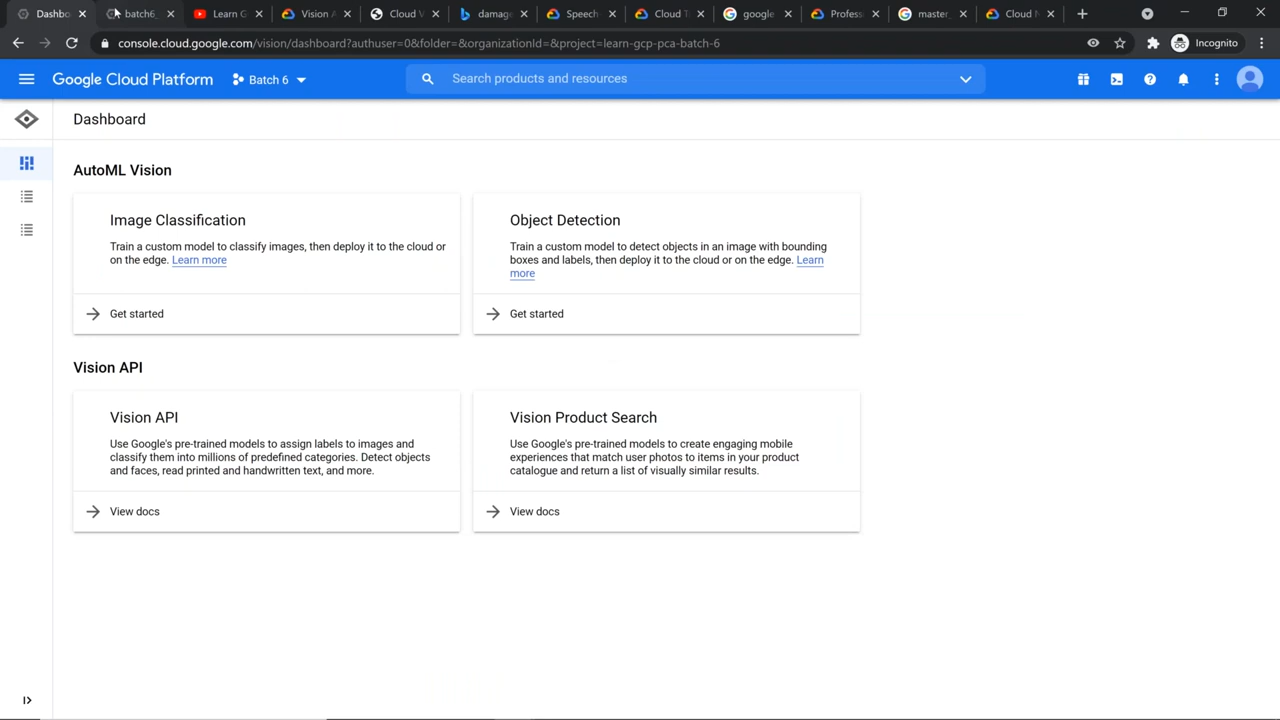 Dashbo
batch6_
Learn G
Vision A
Cloud V
damage
Speech
Cloud T
google
Profess
master_
Cloud N
console.cloud.google.com/vision/dashboard?authuser=0&folder=&organizationId=&project=learn-gcp-pca-batch-6
Incognito
Google Cloud Platform
Batch 6
Search products and resources
Dashboard
AutoML Vision
Image Classification
Train a custom model to classify images, then deploy it to the cloud or
on the edge. Learn more
Get started
Object Detection
Train a custom model to detect objects in an image with bounding
boxes and labels, then deploy it to the cloud or on the edge. Learn
more
Get started
Vision API
Vision API
Use Google's pre-trained models to assign labels to images and
classify them into millions of predefined categories. Detect objects
and faces, read printed and handwritten text, and more.
View docs
Vision Product Search
Use Google's pre-trained models to create engaging mobile
experiences that match user photos to items in your product
catalogue and return a list of visually similar results.
View docs